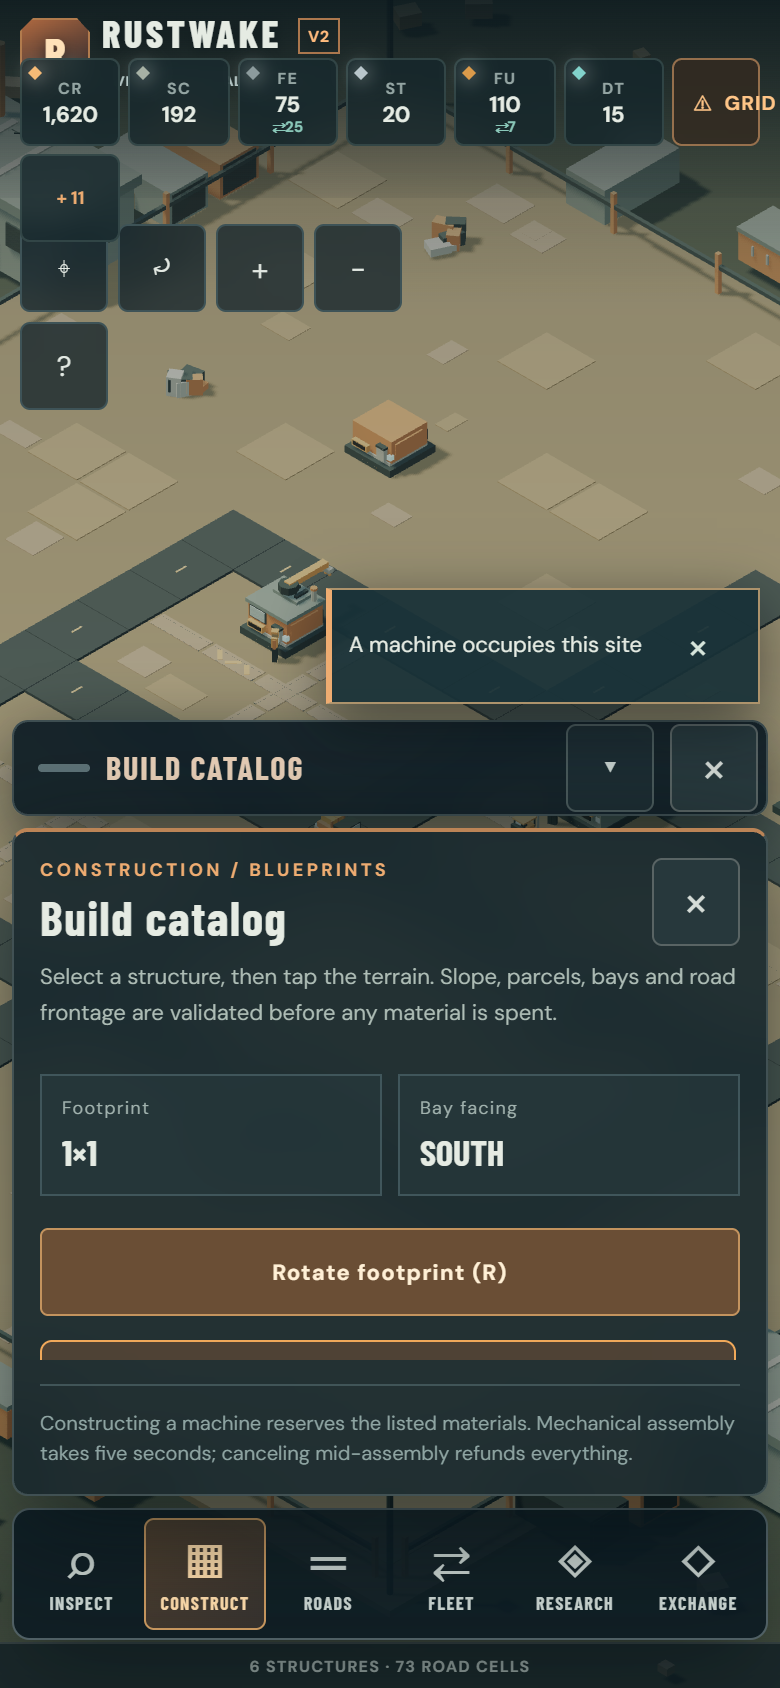 R
RUSTWAKE
V2
CR
1,620
SC
192
FE
75
⇄25
ST
20
FU
110
⇄7
DT
15
⚠ GRID
+ 11
+
−
?
A machine occupies this site
×
BUILD CATALOG
▼
×
CONSTRUCTION / BLUEPRINTS
Build catalog
×
Select a structure, then tap the terrain. Slope, parcels, bays and road
frontage are validated before any material is spent.
Footprint
1×1
Bay facing
SOUTH
Rotate footprint (R)
Constructing a machine reserves the listed materials. Mechanical assembly
takes five seconds; canceling mid-assembly refunds everything.
INSPECT
CONSTRUCT
ROADS
FLEET
RESEARCH
EXCHANGE
6 STRUCTURES · 73 ROAD CELLS